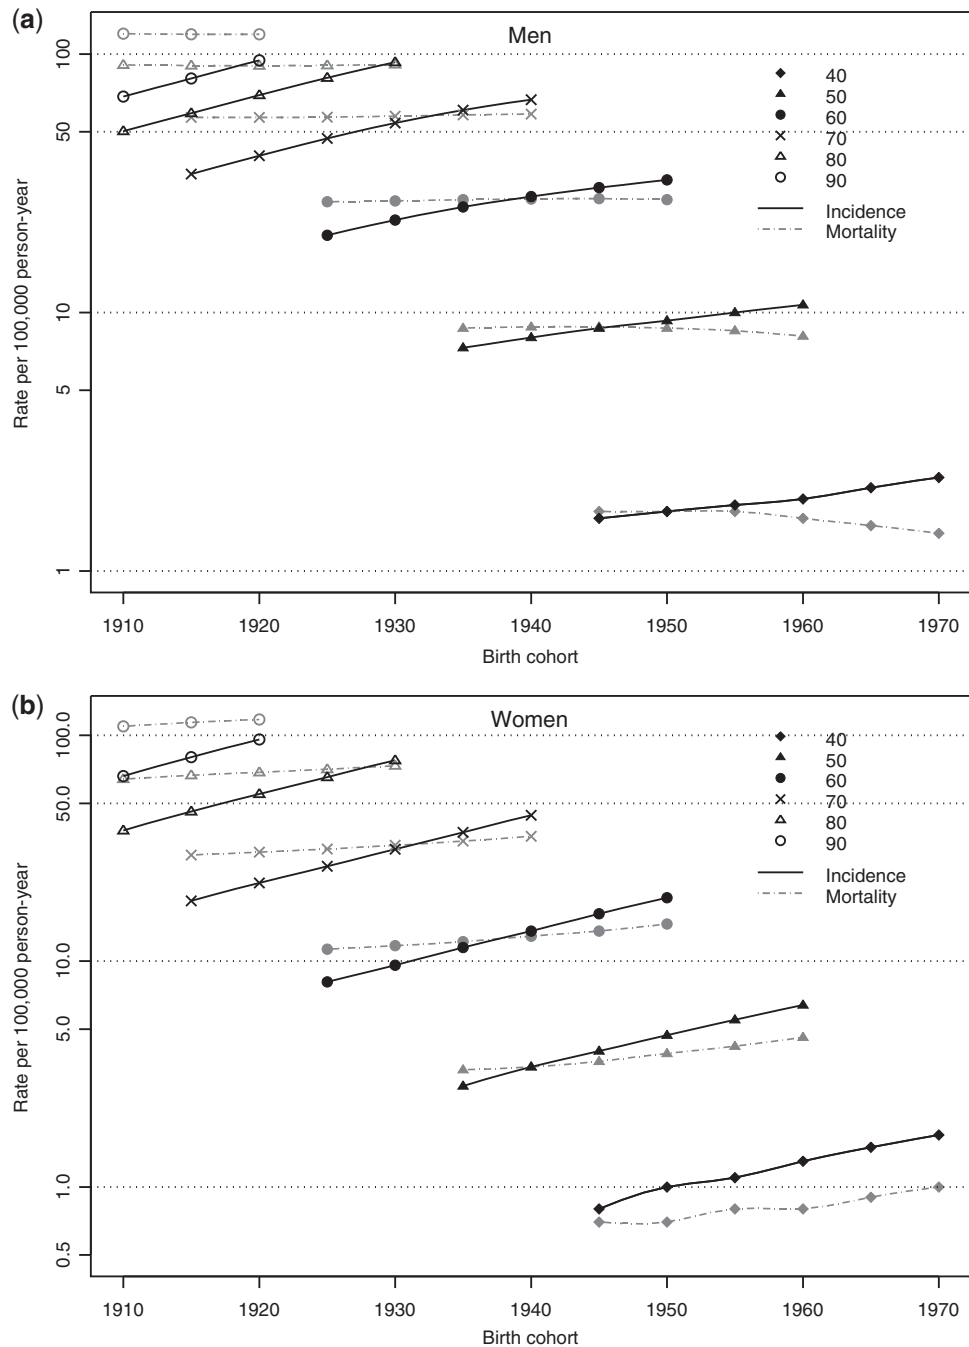 (a)
Men
100
50
10
5
1
Rate per 100,000 person-year
40
50
60
70
80
90
Incidence
Mortality
1910 1920 1930 1940 1950 1960 1970
Birth cohort
(b)
Women
100.0
50.0
10.0
5.0
1.0
0.5
Rate per 100,000 person-year
40
50
60
70
80
90
Incidence
Mortality
1910 1920 1930 1940 1950 1960 1970
Birth cohort